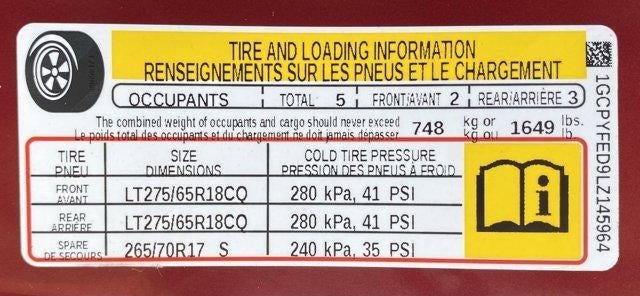 TIRE AND LOADING INFORMATION
RENSEIGNEMENTS SUR LES PNEUS ET LE CHARGEMENT
OCCUPANTS TOTAL 5 FRONT/AVANT 2 REAR/ARRIÈRE 3
The combined weight of occupants and cargo should never exceed 748 kg or 1649 lbs.
Le poids total des occupants et du chargement ne doit jamais dépasser kg ou lb.
TIRE SIZE COLD TIRE PRESSURE
PNEU DIMENSIONS PRESSION DES PNEUS À FROID
FRONT
AVANT LT275/65R18CQ 280 kPa, 41 PSI
REAR
ARRIÈRE LT275/65R18CQ 280 kPa, 41 PSI
SPARE
DE SECOURS 265/70R17 S 240 kPa, 35 PSI
i
1GCPYFED9LZ145964